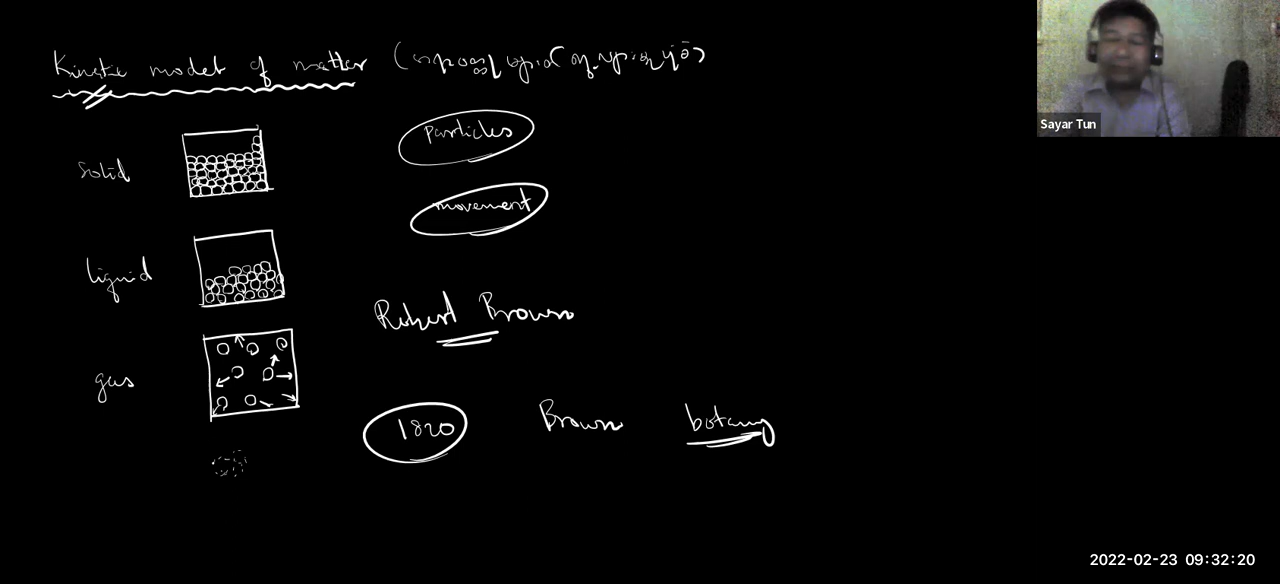 Kinetic model of matter
particles
solid
movement
liquid
Robert Brown
gas
1820 Brown botany
Sayar Tun
2022-02-23 09:32:20